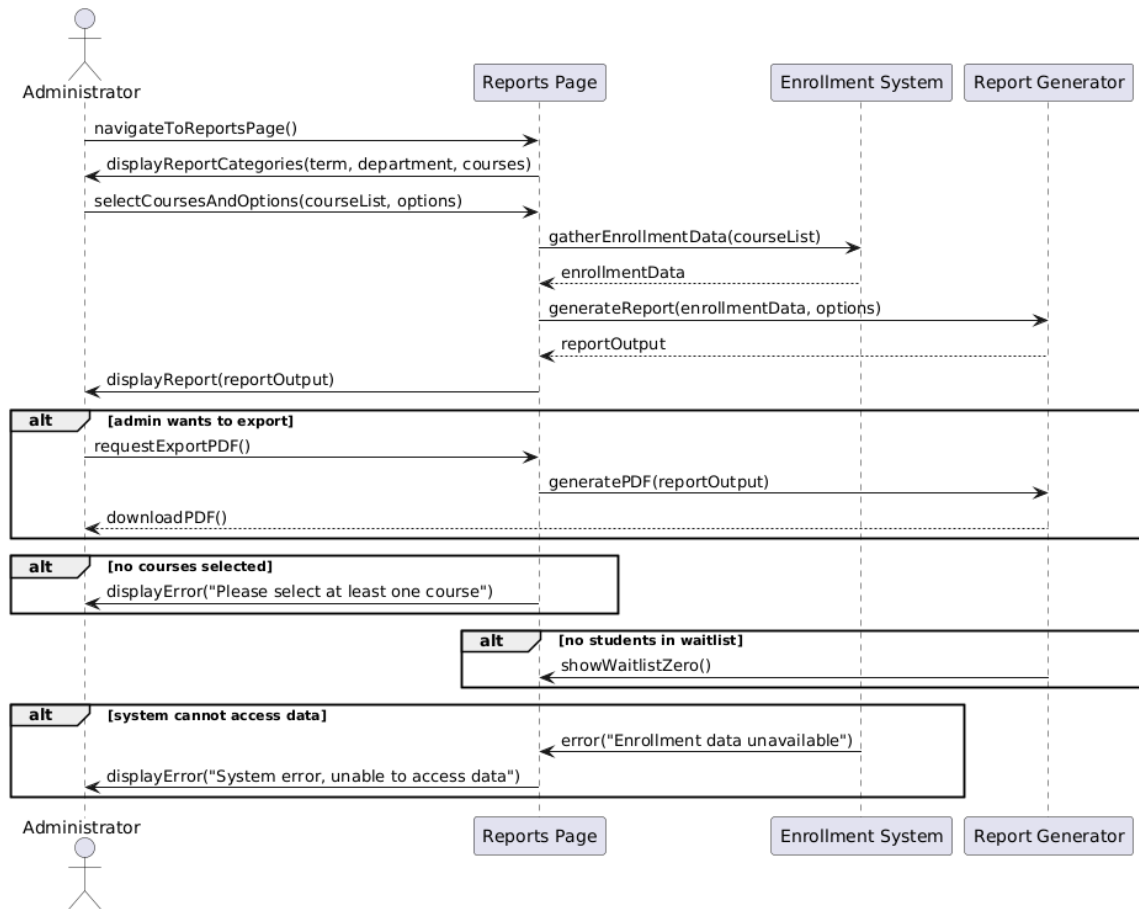 Administrator
Reports Page
Enrollment System
Report Generator
navigateToReportsPage()
displayReportCategories(term, department, courses)
selectCoursesAndOptions(courseList, options)
gatherEnrollmentData(courseList)
enrollmentData
generateReport(enrollmentData, options)
reportOutput
displayReport(reportOutput)
alt [admin wants to export]
requestExportPDF()
generatePDF(reportOutput)
downloadPDF()
alt [no courses selected]
displayError("Please select at least one course")
alt [no students in waitlist]
showWaitlistZero()
alt [system cannot access data]
error("Enrollment data unavailable")
displayError("System error, unable to access data")
Administrator
Reports Page
Enrollment System
Report Generator